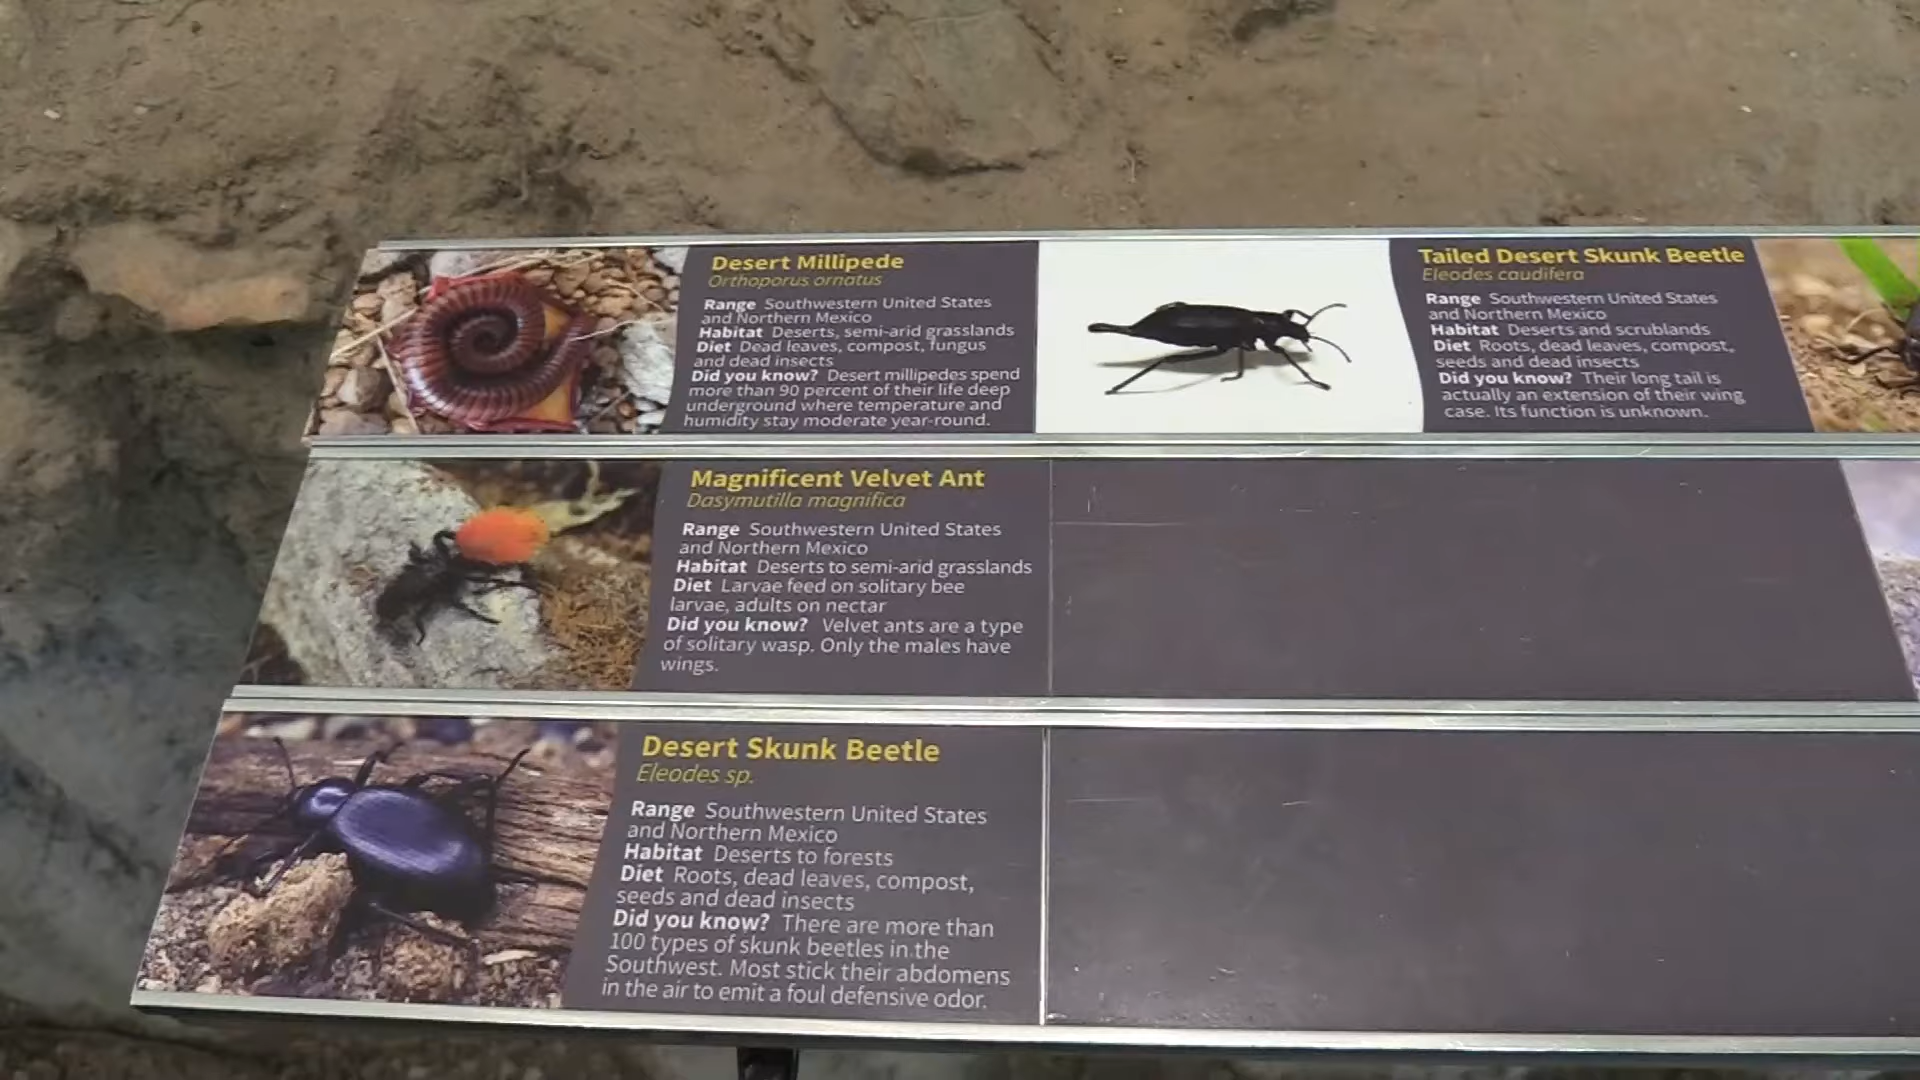 Desert Millipede
Orthoporus ornatus
Range Southwestern United States
and Northern Mexico
Habitat Deserts, semi-arid grasslands
Diet Dead leaves, compost, fungus
and dead insects
Did you know? Desert millipedes spend
more than 90 percent of their life deep
underground where temperature and
humidity stay moderate year-round.
Tailed Desert Skunk Beetle
Eleodes caudifera
Range Southwestern United States
and Northern Mexico
Habitat Deserts and scrublands
Diet Roots, dead leaves, compost,
seeds and dead insects
Did you know? Their long tail is
actually an extension of their wing
case. Its function is unknown.
Magnificent Velvet Ant
Dasymutilla magnifica
Range Southwestern United States
and Northern Mexico
Habitat Deserts to semi-arid grasslands
Diet Larvae feed on solitary bee
larvae, adults on nectar
Did you know? Velvet ants are a type
of solitary wasp. Only the males have
wings.
Desert Skunk Beetle
Eleodes sp.
Range Southwestern United States
and Northern Mexico
Habitat Deserts to forests
Diet Roots, dead leaves, compost,
seeds and dead insects
Did you know? There are more than
100 types of skunk beetles in the
Southwest. Most stick their abdomens
in the air to emit a foul defensive odor.